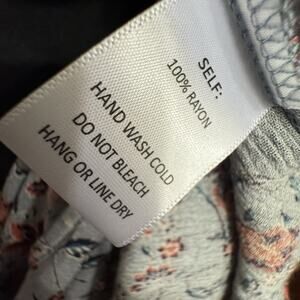 SELF:
100% RAYON
HAND WASH COLD
DO NOT BLEACH
HANG OR LINE DRY